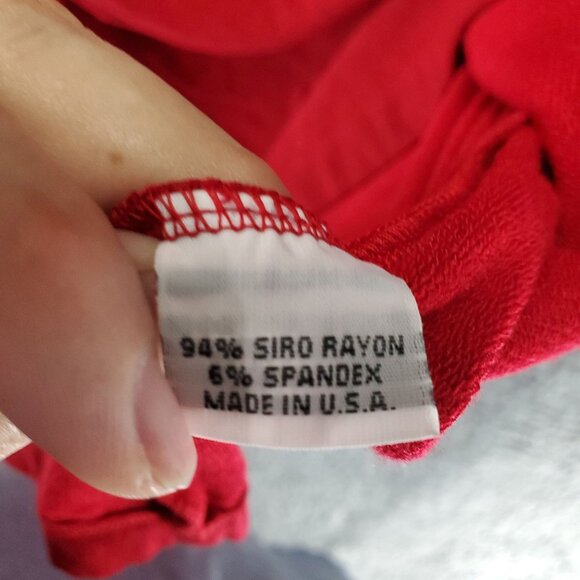 94% SIRO RAYON
6% SPANDEX
MADE IN U.S.A.